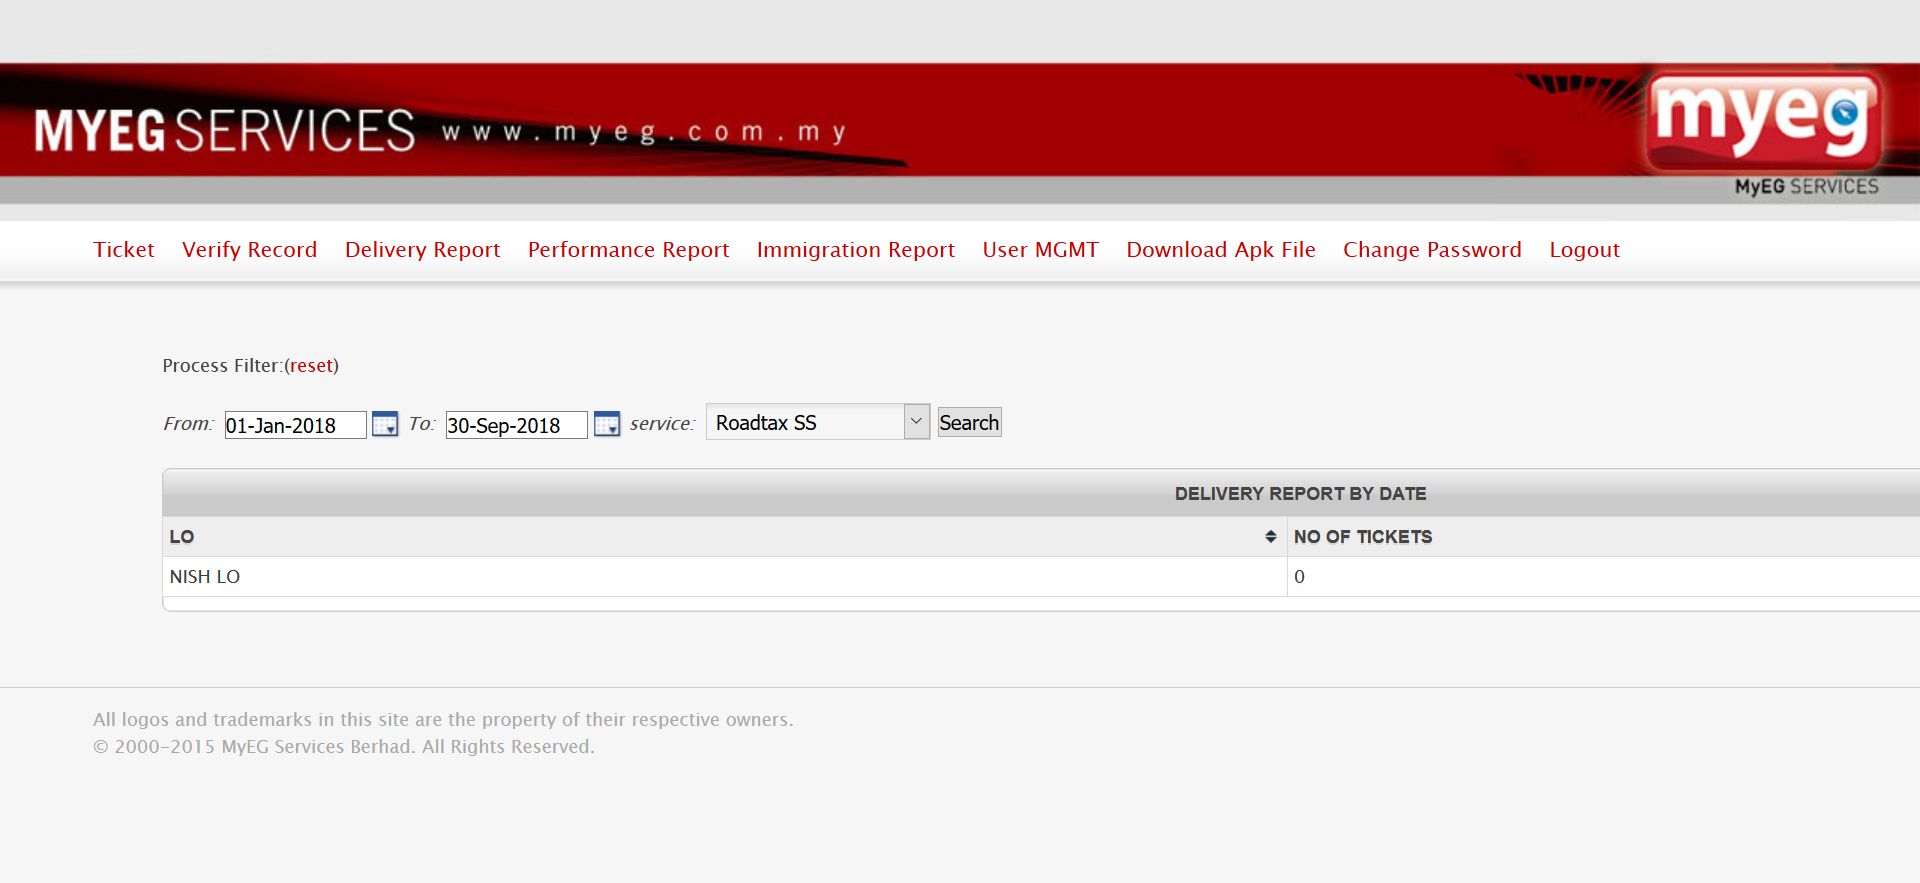 MYEG SERVICES www.myeg.com.my
myeg
MyEG SERVICES
Ticket Verify Record Delivery Report Performance Report Immigration Report User MGMT Download Apk File Change Password Logout
Process Filter:(reset)
From: 01-Jan-2018 To: 30-Sep-2018 service: Roadtax SS Search
DELIVERY REPORT BY DATE
LO NO OF TICKETS
NISH LO 0
All logos and trademarks in this site are the property of their respective owners.
© 2000-2015 MyEG Services Berhad. All Rights Reserved.